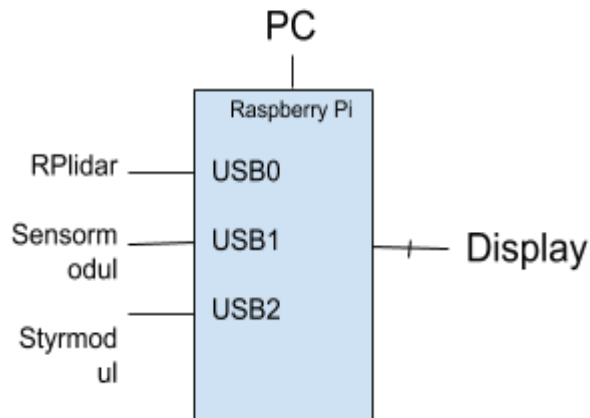 PC
Raspberry Pi
RPlidar
USB0
Sensorm
odul
USB1
Display
USB2
Styrmod
ul